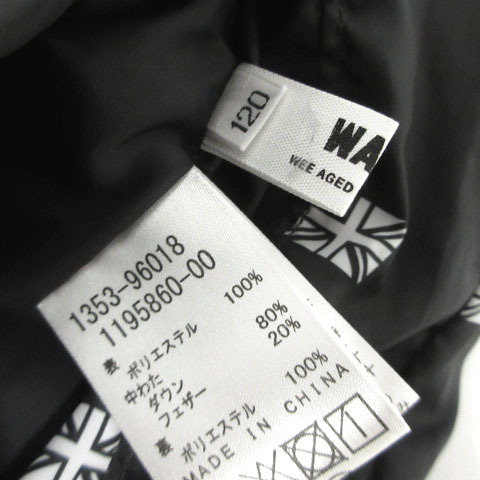 120
WA
WEE AGED
1353-96018
1195860-00
表 ポリエステル 100%
中わた
ダウン 80%
フェザー 20%
裏 ポリエステル 100%
MADE IN CHINA